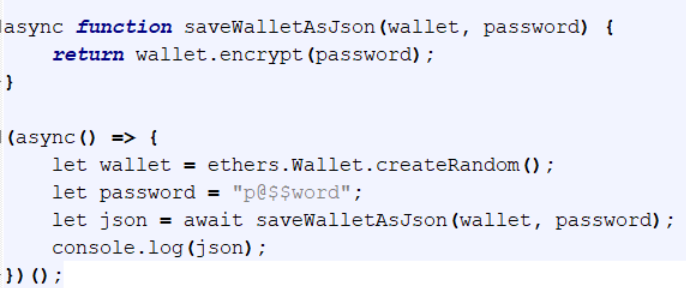 async function saveWalletAsJson(wallet, password) {
    return wallet.encrypt(password);
}
(async() => {
    let wallet = ethers.Wallet.createRandom();
    let password = "p@$$word";
    let json = await saveWalletAsJson(wallet, password);
    console.log(json);
})();